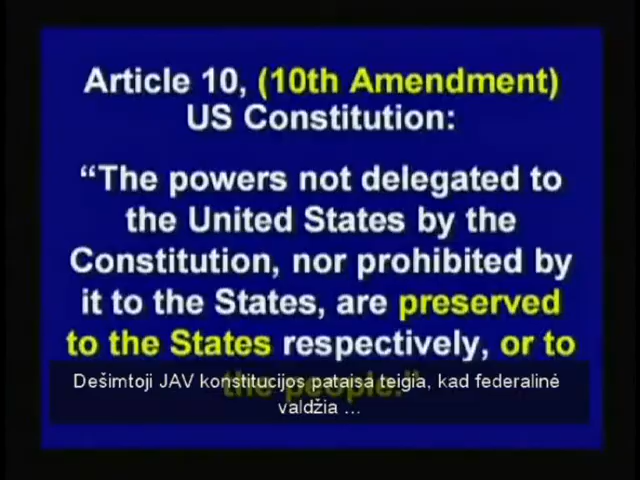 Article 10, (10th Amendment)
US Constitution:
“The powers not delegated to
the United States by the
Constitution, nor prohibited by
it to the States, are preserved
to the States respectively, or to
the people.”
Dešimtoji JAV konstitucijos pataisa teigia, kad federalinė
valdžia ...